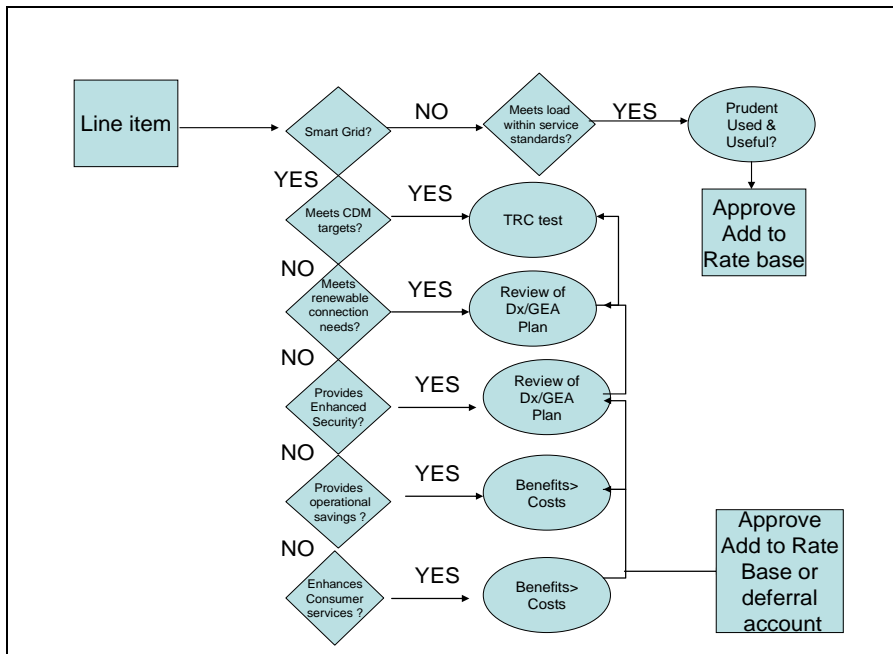 Line item
Smart Grid?
NO
Meets load
within service
standards?
YES
Prudent
Used &
Useful?
Approve
Add to
Rate base
YES
Meets CDM
targets?
YES
TRC test
NO
Meets
renewable
connection
needs?
YES
Review of
Dx/GEA
Plan
NO
Provides
Enhanced
Security?
YES
Review of
Dx/GEA
Plan
NO
Provides
operational
savings ?
YES
Benefits>
Costs
NO
Enhances
Consumer
services ?
YES
Benefits>
Costs
Approve
Add to Rate
Base or
deferral
account